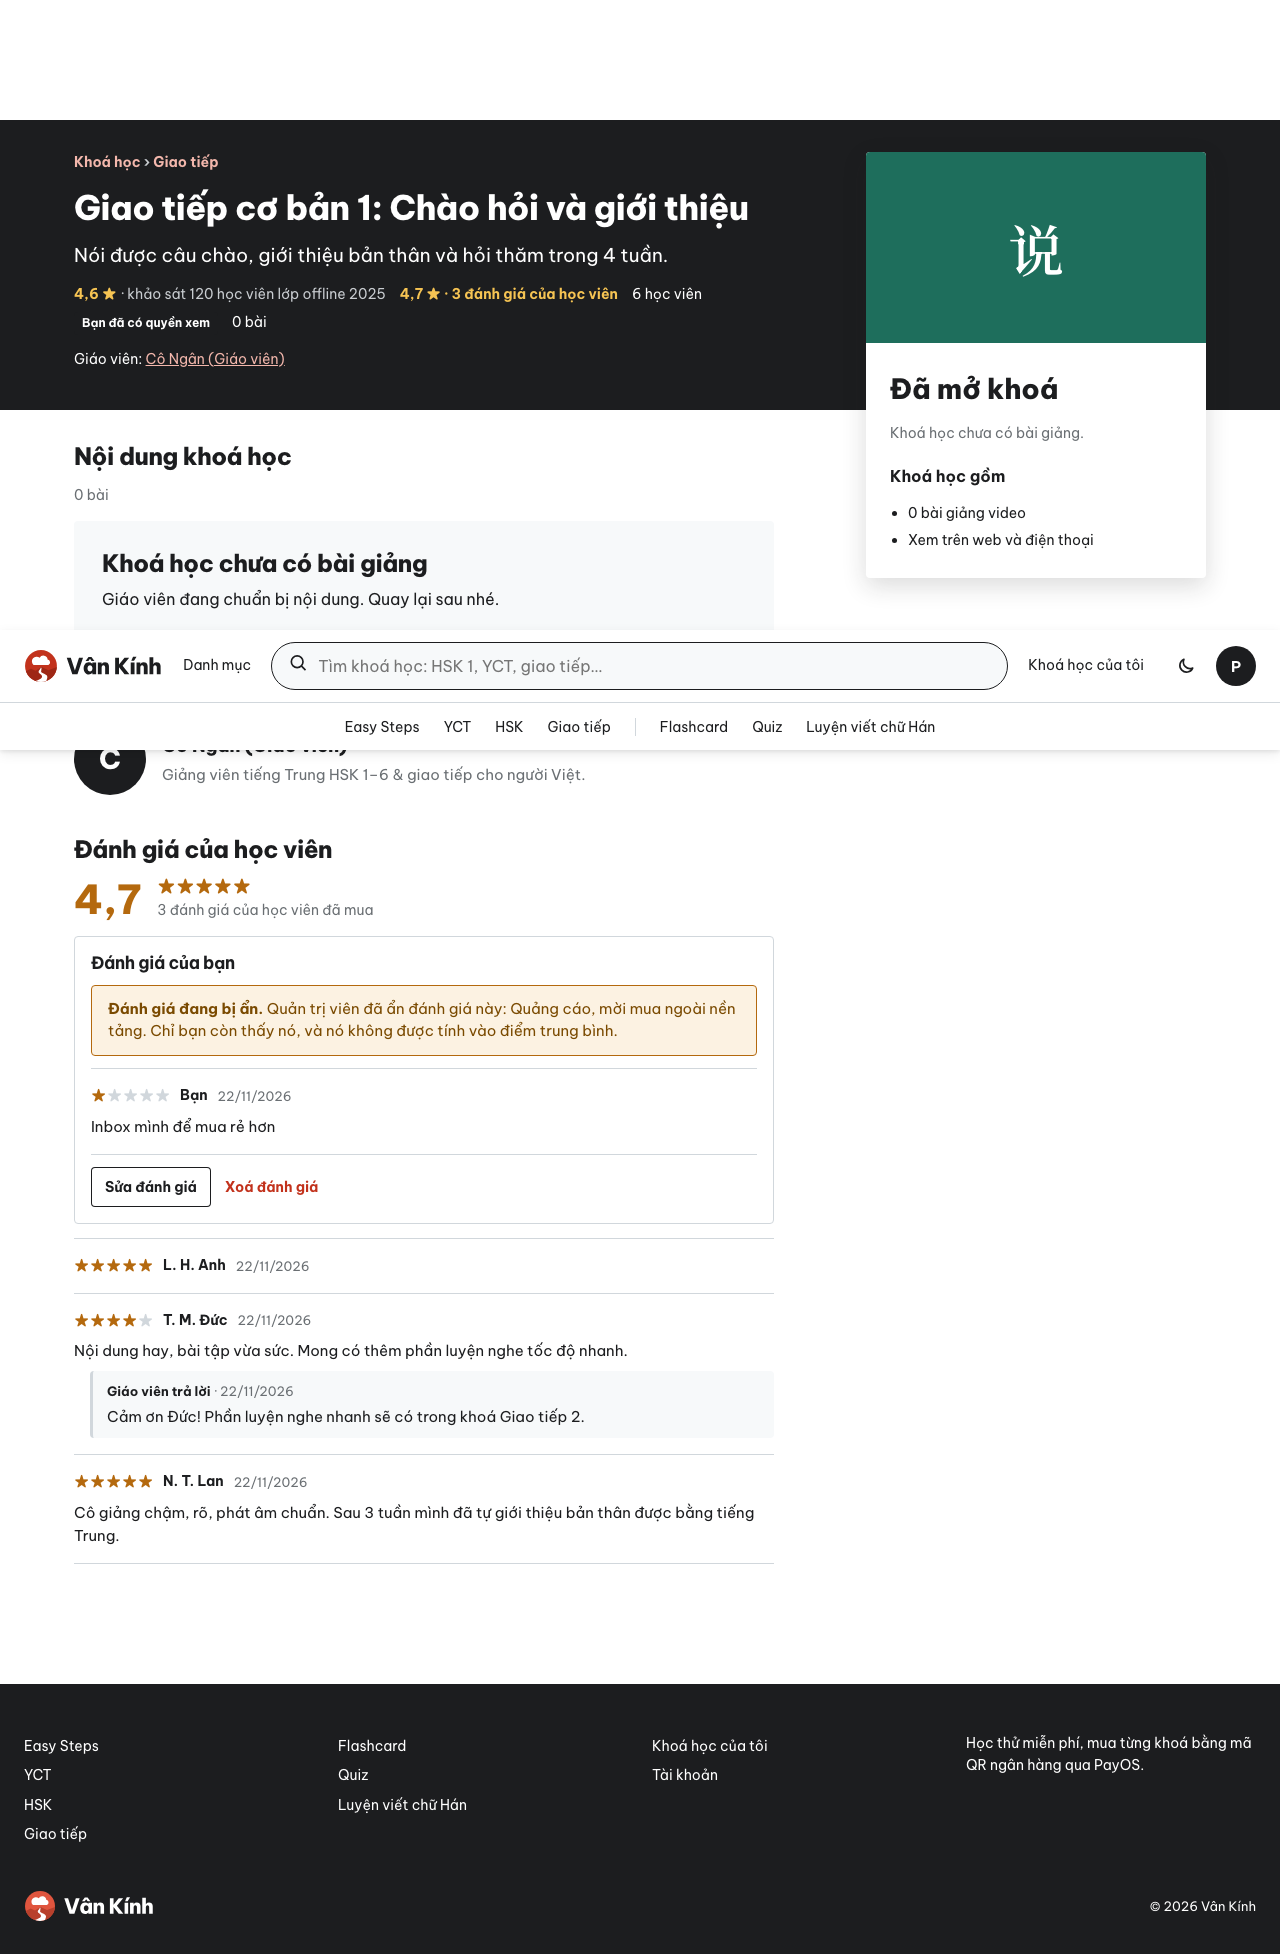 Khoá học › Giao tiếp
Giao tiếp cơ bản 1: Chào hỏi và giới thiệu
Nói được câu chào, giới thiệu bản thân và hỏi thăm trong 4 tuần.
4,6 ★ · khảo sát 120 học viên lớp offline 2025 4,7 ★ · 3 đánh giá của học viên 6 học viên
Bạn đã có quyền xem 0 bài
Giáo viên: Cô Ngân (Giáo viên)
说
Đã mở khoá
Khoá học chưa có bài giảng.
Khoá học gồm
• 0 bài giảng video
• Xem trên web và điện thoại
Nội dung khoá học
0 bài
Khoá học chưa có bài giảng
Giáo viên đang chuẩn bị nội dung. Quay lại sau nhé.
Vân Kính
Danh mục
Tìm khoá học: HSK 1, YCT, giao tiếp...
Khoá học của tôi
P
Easy Steps YCT HSK Giao tiếp Flashcard Quiz Luyện viết chữ Hán
C
Cô Ngân (Giáo viên)
Giảng viên tiếng Trung HSK 1–6 & giao tiếp cho người Việt.
Đánh giá của học viên
4,7 ★★★★★
3 đánh giá của học viên đã mua
Đánh giá của bạn
Đánh giá đang bị ẩn. Quản trị viên đã ẩn đánh giá này: Quảng cáo, mời mua ngoài nền
tảng. Chỉ bạn còn thấy nó, và nó không được tính vào điểm trung bình.
★★★★★ Bạn 22/11/2026
Inbox mình để mua rẻ hơn
Sửa đánh giá Xoá đánh giá
★★★★★ L. H. Anh 22/11/2026
★★★★★ T. M. Đức 22/11/2026
Nội dung hay, bài tập vừa sức. Mong có thêm phần luyện nghe tốc độ nhanh.
Giáo viên trả lời · 22/11/2026
Cảm ơn Đức! Phần luyện nghe nhanh sẽ có trong khoá Giao tiếp 2.
★★★★★ N. T. Lan 22/11/2026
Cô giảng chậm, rõ, phát âm chuẩn. Sau 3 tuần mình đã tự giới thiệu bản thân được bằng tiếng
Trung.
Easy Steps
YCT
HSK
Giao tiếp
Flashcard
Quiz
Luyện viết chữ Hán
Khoá học của tôi
Tài khoản
Học thử miễn phí, mua từng khoá bằng mã
QR ngân hàng qua PayOS.
Vân Kính
© 2026 Vân Kính